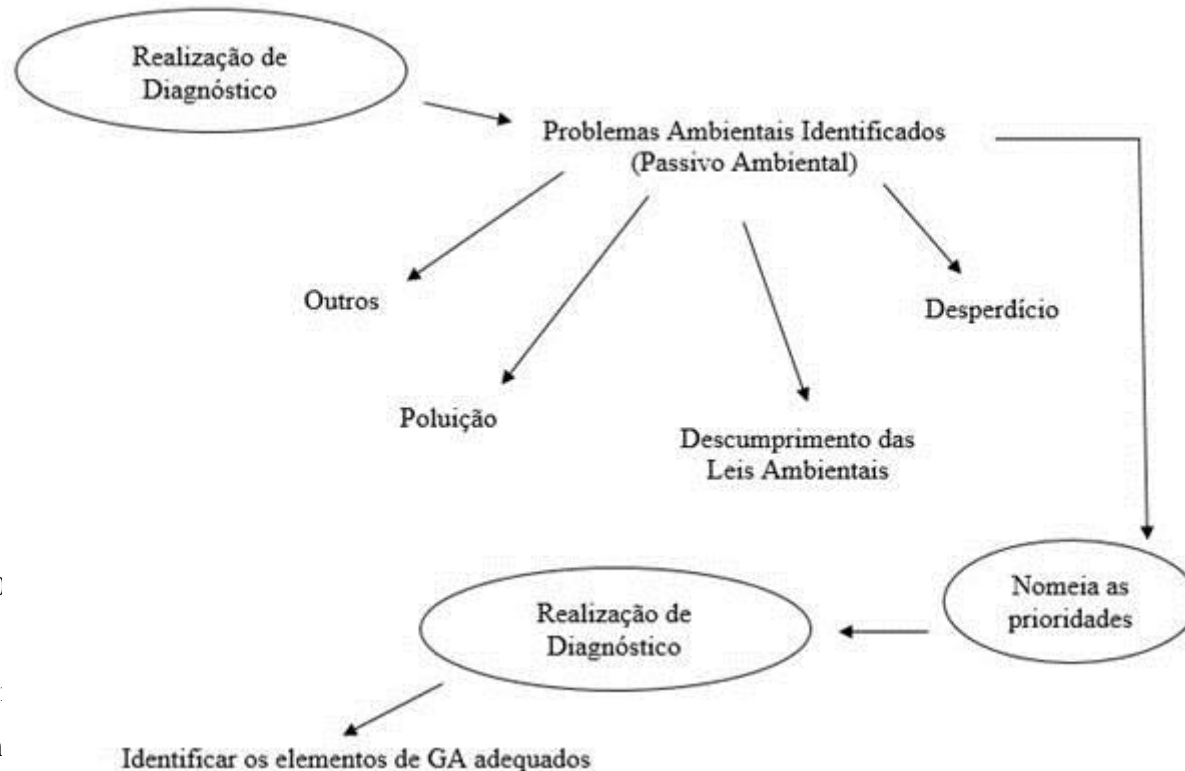 Realização de
Diagnóstico
Problemas Ambientais Identificados
(Passivo Ambiental)
Outros
Desperdício
Poluição
Descumprimento das
Leis Ambientais
Nomeia as
prioridades
Realização de
Diagnóstico
Identificar os elementos de GA adequados